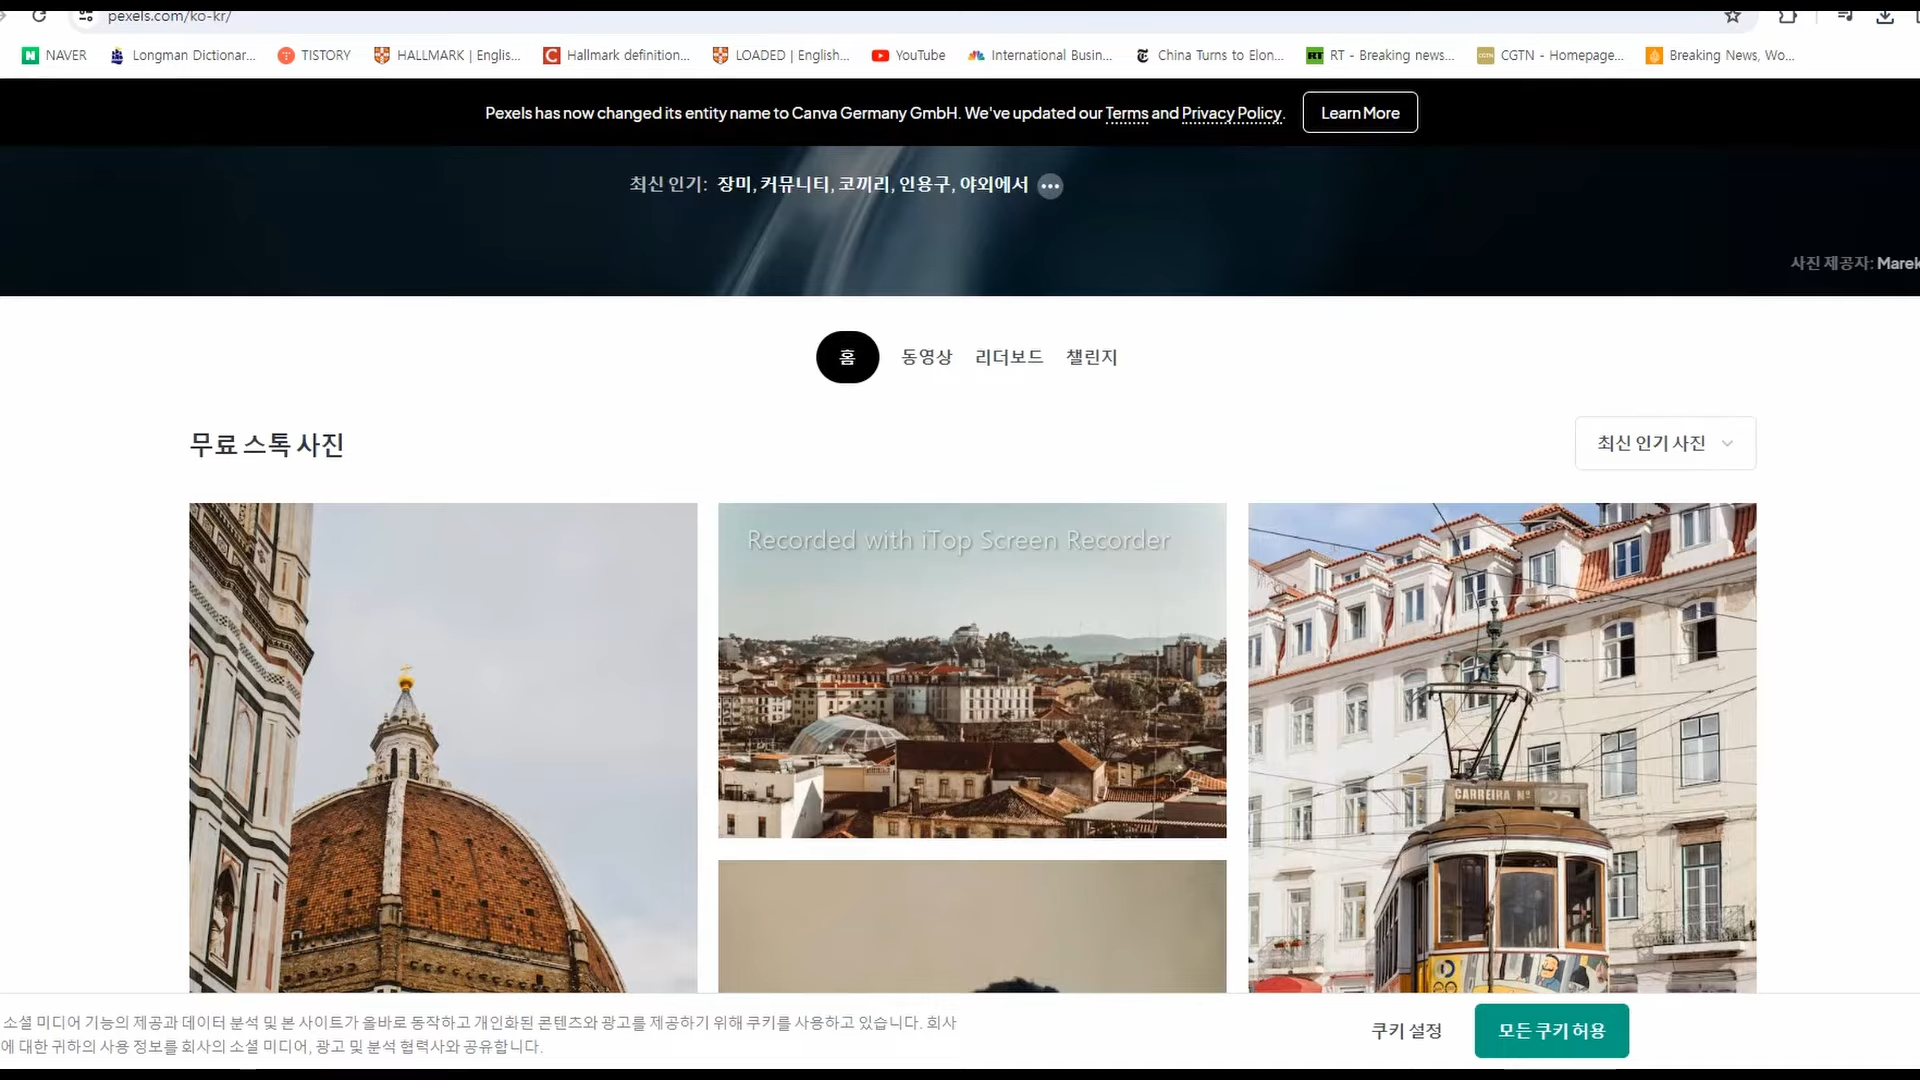 pexels.com/ko-kr/
NAVER
Longman Dictionar...
TISTORY
HALLMARK | Englis...
Hallmark definition...
LOADED | English...
YouTube
International Busin...
China Turns to Elon...
RT - Breaking news...
CGTN - Homepage...
Breaking News, Wo...
Pexels has now changed its entity name to Canva Germany GmbH. We've updated our Terms and Privacy Policy.
Learn More
최신 인기: 장미, 커뮤니티, 코끼리, 인용구, 야외에서
사진 제공자: Marek
홈
동영상
리더보드
챌린지
무료 스톡 사진
최신 인기 사진
Recorded with iTop Screen Recorder
CARREIRA Nº
소셜 미디어 기능의 제공과 데이터 분석 및 본 사이트가 올바로 동작하고 개인화된 콘텐츠와 광고를 제공하기 위해 쿠키를 사용하고 있습니다. 회사
에 대한 귀하의 사용 정보를 회사의 소셜 미디어, 광고 및 분석 협력사와 공유합니다.
쿠키 설정
모든 쿠키 허용